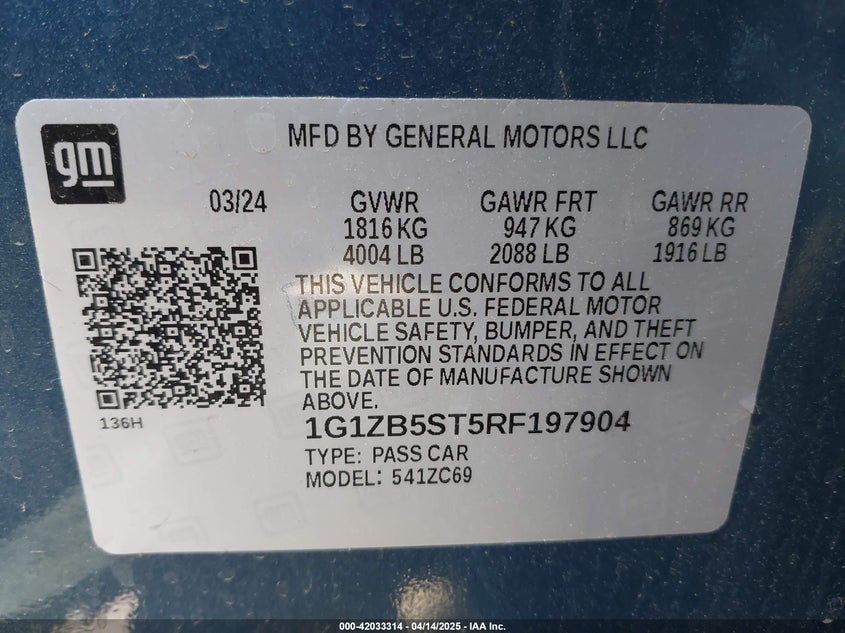 gm
MFD BY GENERAL MOTORS LLC
03/24 GVWR GAWR FRT GAWR RR
1816 KG 947 KG 869 KG
4004 LB 2088 LB 1916 LB
THIS VEHICLE CONFORMS TO ALL
APPLICABLE U.S. FEDERAL MOTOR
VEHICLE SAFETY, BUMPER, AND THEFT
PREVENTION STANDARDS IN EFFECT ON
THE DATE OF MANUFACTURE SHOWN
ABOVE.
136H
1G1ZB5ST5RF197904
TYPE: PASS CAR
MODEL: 541ZC69
000-42033314 - 04/14/2025 - IAA Inc.